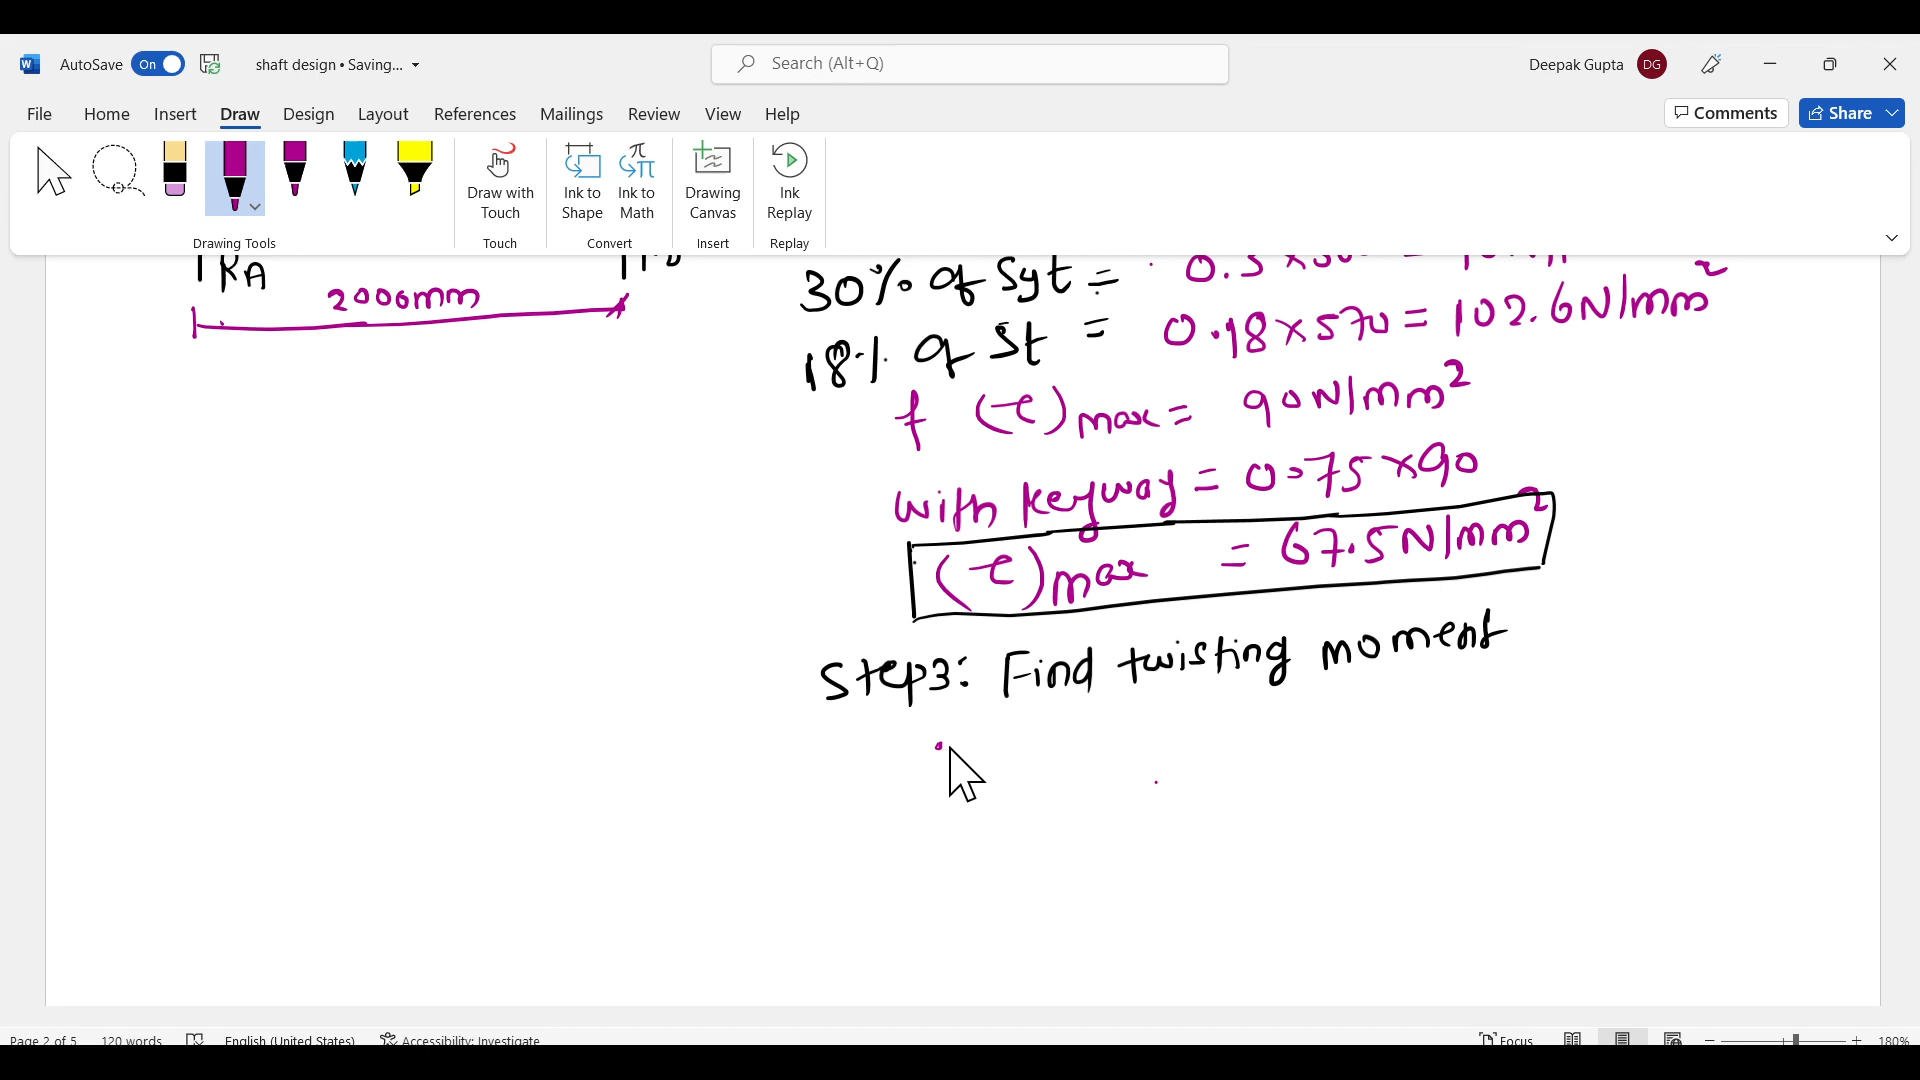 AutoSave On shaft design • Saving... Search (Alt+Q) Deepak Gupta DG
File Home Insert Draw Design Layout References Mailings Review View Help Comments Share
Draw with Touch
Ink to Shape
Ink to Math
Drawing Canvas
Ink Replay
Drawing Tools Touch Convert Insert Replay
RA
2000mm
30% of Syt =
18% of St = 0.18×570 = 102.6N/mm²
f (τ)max = 90N/mm²
with keyway = 0.75×90
(τ)max = 67.5N/mm²
Step3: Find twisting moment
Page 2 of 5 120 words English (United States) Accessibility: Investigate Focus 180%